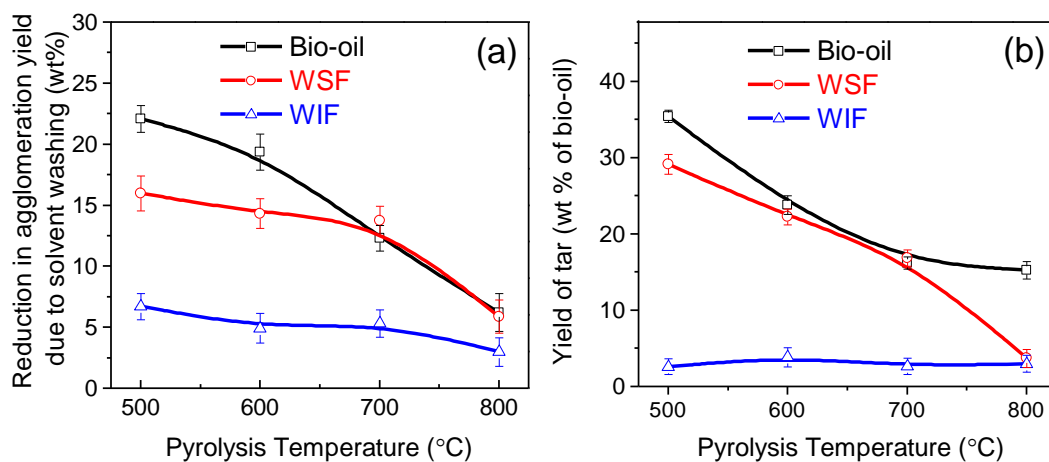 Reduction in agglomeration yield
due to solvent washing (wt%)
30
25
20
15
10
5
0
500
600
700
800
Pyrolysis Temperature (°C)
Bio-oil
WSF
WIF
(a)
Yield of tar (wt % of bio-oil)
50
40
30
20
10
0
500
600
700
800
Pyrolysis Temperature (°C)
Bio-oil
WSF
WIF
(b)